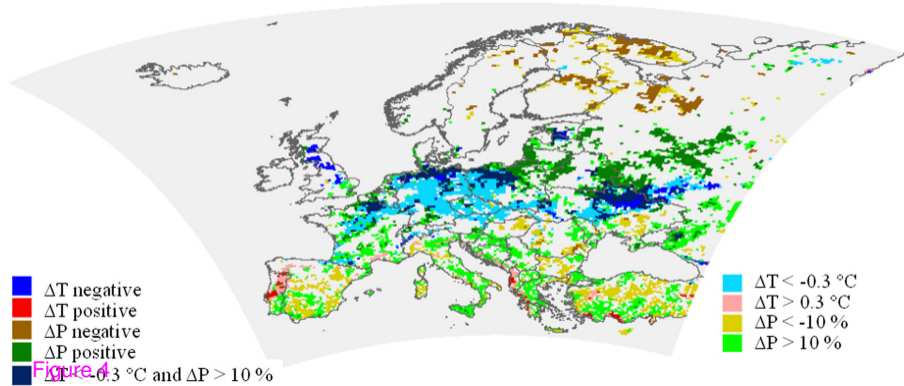 ΔT negative
ΔT positive
ΔP negative
ΔP positive
ΔT < -0.3 °C and ΔP > 10 %
Figure 4
ΔT < -0.3 °C
ΔT > 0.3 °C
ΔP < -10 %
ΔP > 10 %